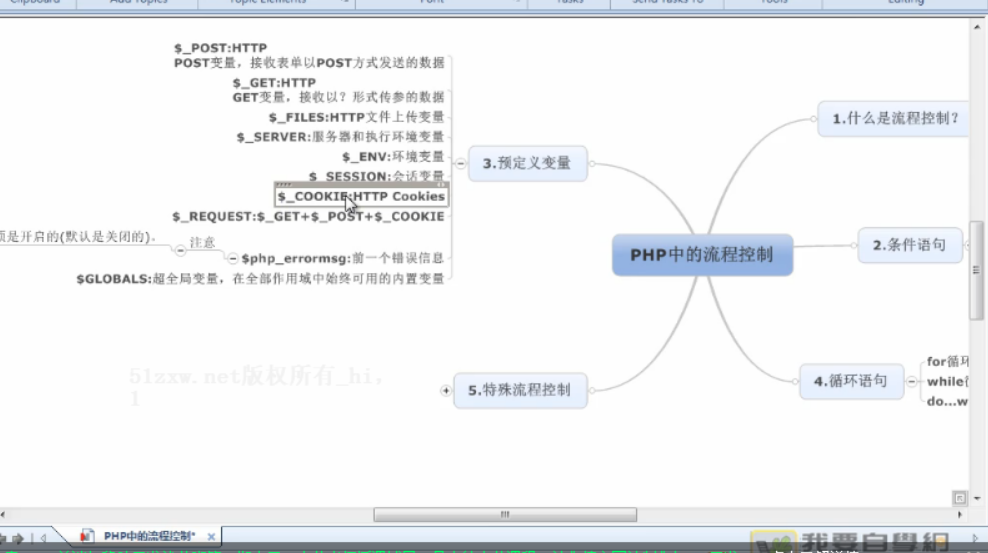 Clipboard
Add Topics
Topic Elements
Font
Tasks
Send Tasks To
Tools
Editing
$_POST:HTTP
POST变量，接收表单以POST方式发送的数据
$_GET:HTTP
GET变量，接收以？形式传参的数据
$_FILES:HTTP文件上传变量
$_SERVER:服务器和执行环境变量
$_ENV:环境变量
$_SESSION:会话变量
$_COOKIE:HTTP Cookies
$_REQUEST:$_GET+$_POST+$_COOKIE
是开启的(默认是关闭的)。
注意
$php_errormsg:前一个错误信息
$GLOBALS:超全局变量，在全部作用域中始终可用的内置变量
3.预定义变量
1.什么是流程控制？
PHP中的流程控制
2.条件语句
5.特殊流程控制
4.循环语句
for循环
while
do...w
51zxw.net版权所有_hi,
1
PHP中的流程控制*
我要自學網